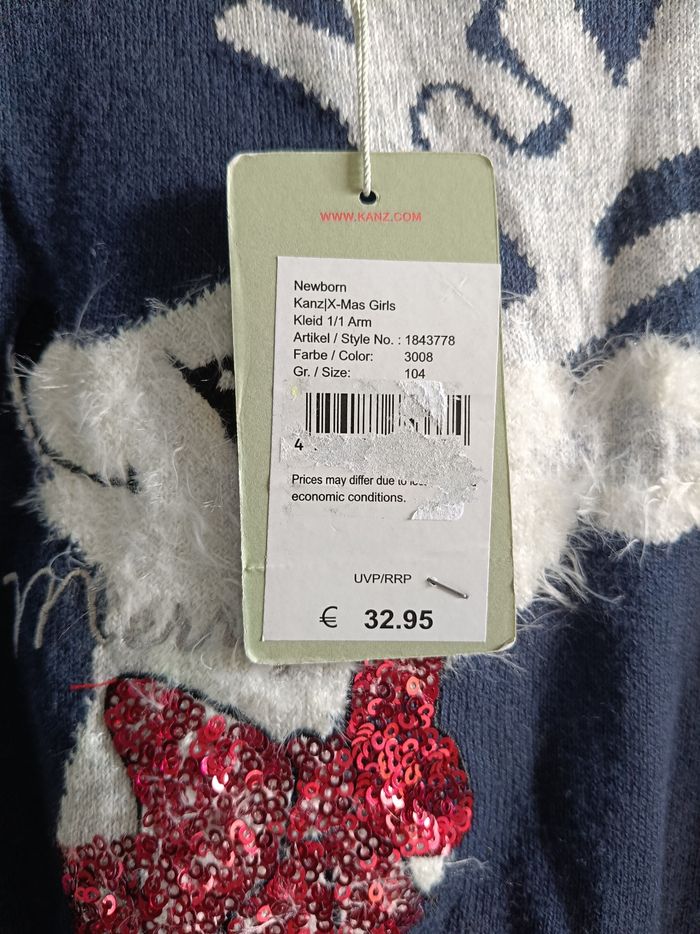 WWW.KANZ.COM
Newborn
Kanz|X-Mas Girls
Kleid 1/1 Arm
Artikel / Style No. : 1843778
Farbe / Color: 3008
Gr. / Size: 104
4
Prices may differ due to
economic conditions.
UVP/RRP
€ 32.95